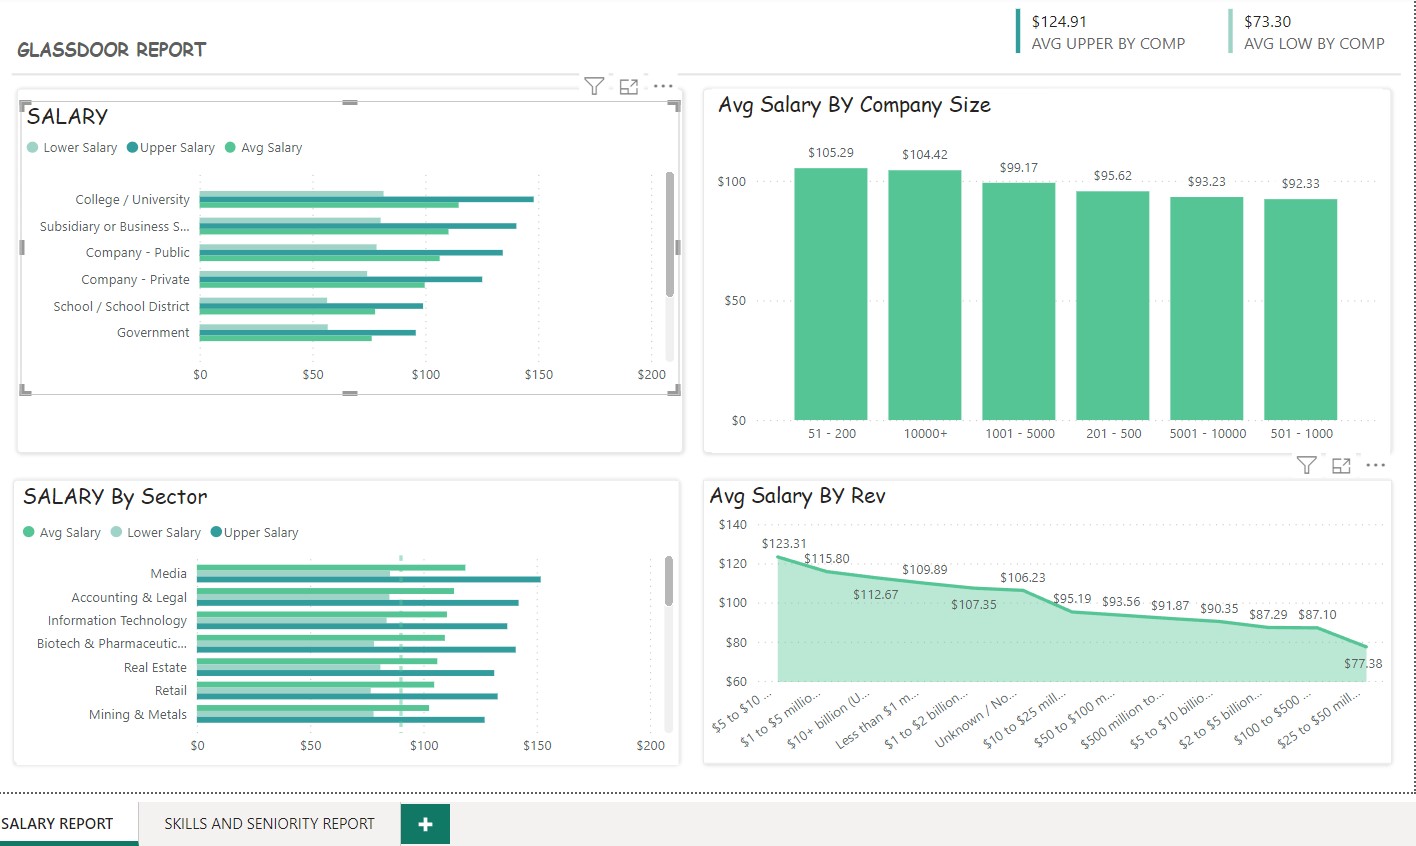 $124.91
AVG UPPER BY COMP
$73.30
AVG LOW BY COMP
GLASSDOOR REPORT
SALARY
Lower Salary Upper Salary Avg Salary
College / University
Subsidiary or Business S...
Company - Public
Company - Private
School / School District
Government
$0 $50 $100 $150 $200
Avg Salary BY Company Size
$105.29 $104.42 $99.17 $95.62 $93.23 $92.33
$100
$50
$0
51 - 200 10000+ 1001 - 5000 201 - 500 5001 - 10000 501 - 1000
SALARY By Sector
Avg Salary Lower Salary Upper Salary
Media
Accounting & Legal
Information Technology
Biotech & Pharmaceutic...
Real Estate
Retail
Mining & Metals
$0 $50 $100 $150 $200
Avg Salary BY Rev
$140
$120
$100
$80
$60
$123.31 $115.80 $112.67 $109.89 $107.35 $106.23 $95.19 $93.56 $91.87 $90.35 $87.29 $87.10 $77.38
$5 to $10 ...
$1 to $5 millio...
$10+ billion (U...
Less than $1 m...
$1 to $2 billion...
Unknown / No...
$10 to $25 mill...
$50 to $100 m...
$500 million to...
$5 to $10 billio...
$2 to $5 billion...
$100 to $500 ...
$25 to $50 mill...
SALARY REPORT
SKILLS AND SENIORITY REPORT
+